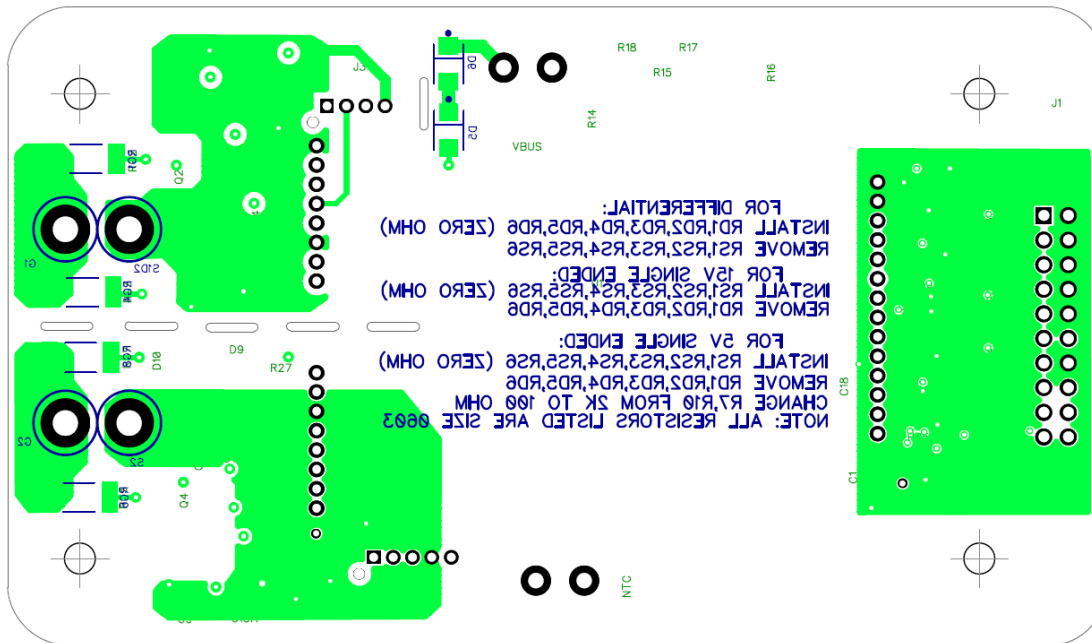 R18
R17
R15
R16
D6
J3
J1
R14
D5
VBUS
RG2
Q2
FOR DIFFERENTIAL:
INSTALL RD1,RD2,RD3,RD4,RD5,RD6 (ZERO OHM)
REMOVE RS1,RS2,RS3,RS4,RS5,RS6
G1
S1D2
FOR 15V SINGLE ENDED:
INSTALL RS1,RS2,RS3,RS4,RS5,RS6 (ZERO OHM)
REMOVE RD1,RD2,RD3,RD4,RD5,RD6
RG4
FOR 5V SINGLE ENDED:
INSTALL RS1,RS2,RS3,RS4,RS5,RS6 (ZERO OHM)
REMOVE RD1,RD2,RD3,RD4,RD5,RD6
CHANGE R7,R10 FROM 2K TO 100 OHM
NOTE: ALL RESISTORS LISTED ARE SIZE 0603
D9
D10
R27
C18
G2
S2
C1
Q4
NTC